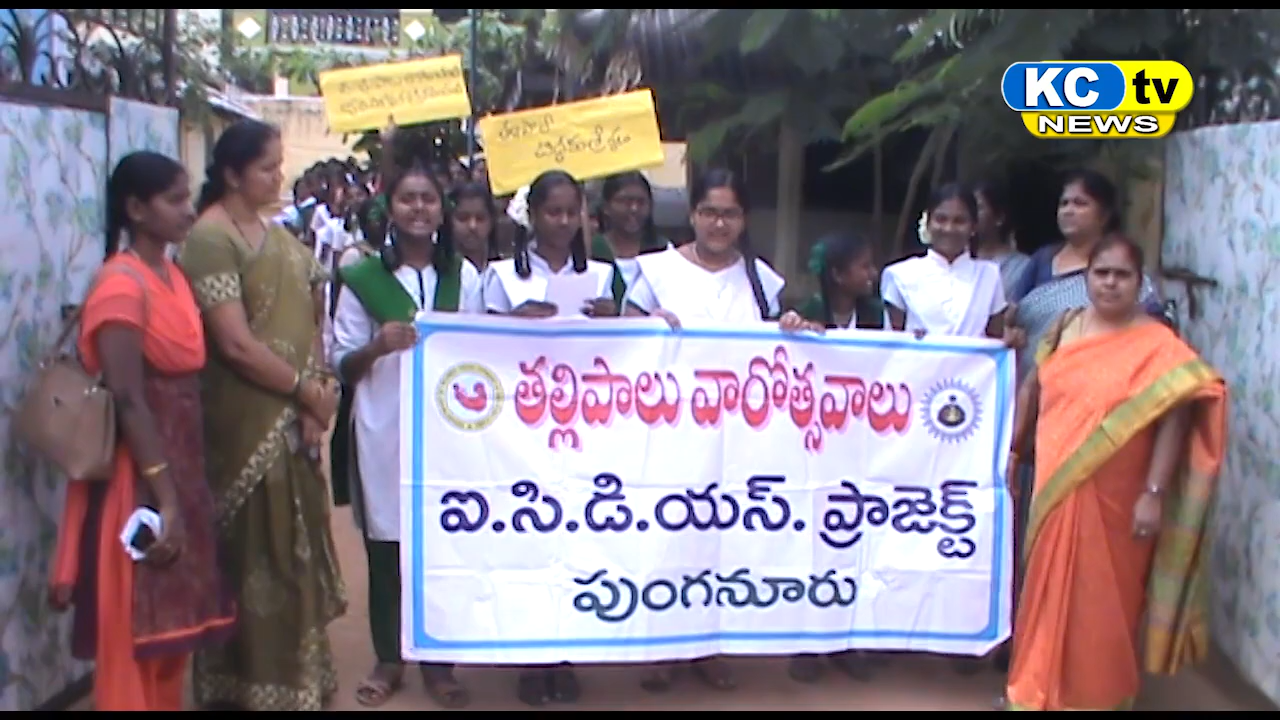 KC tv
NEWS
తల్లిపాలు వారోత్సవాలు
ఐ.సి.డి.యస్. ప్రాజెక్ట్
పుంగనూరు